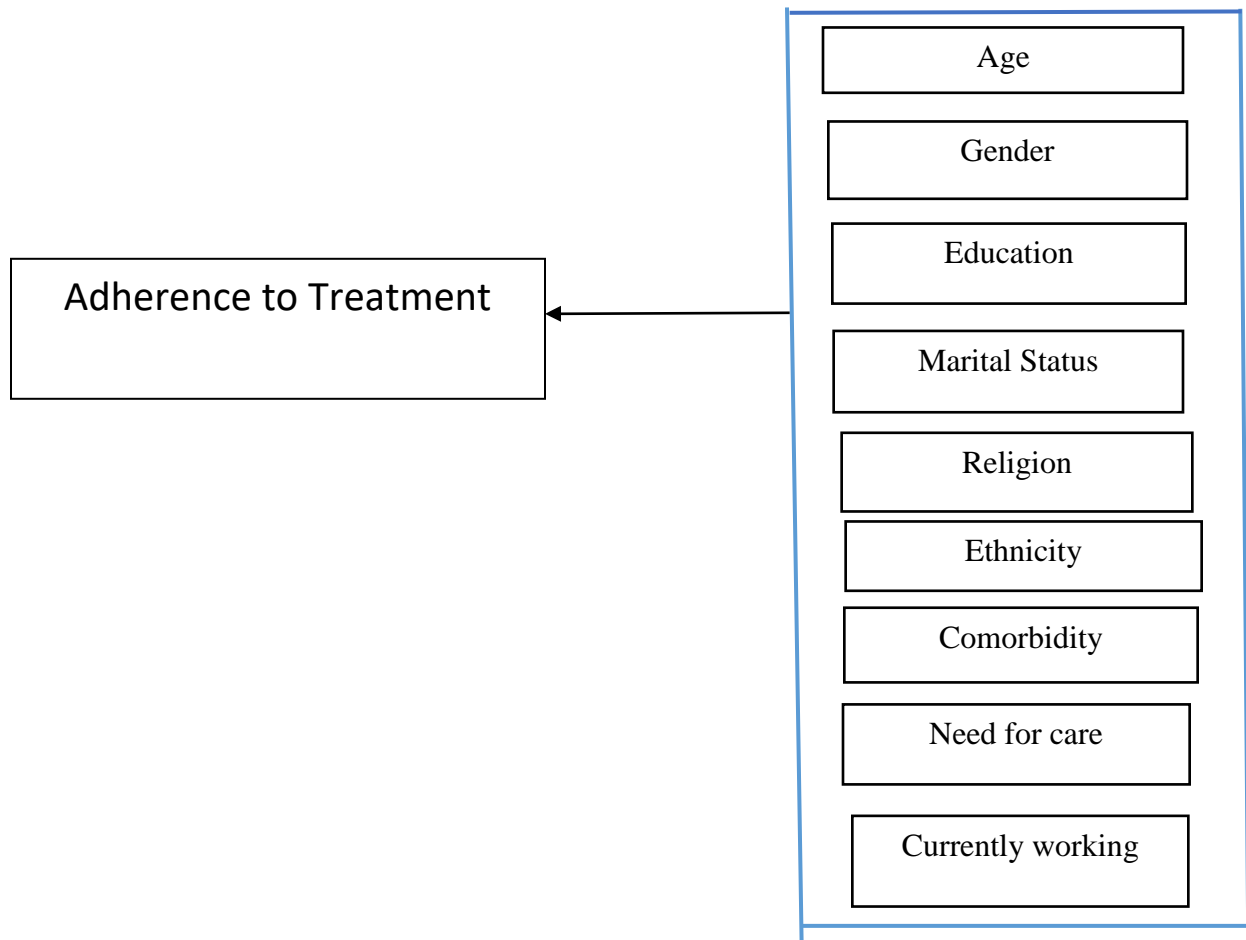 Age
Gender
Education
Adherence to Treatment
Marital Status
Religion
Ethnicity
Comorbidity
Need for care
Currently working